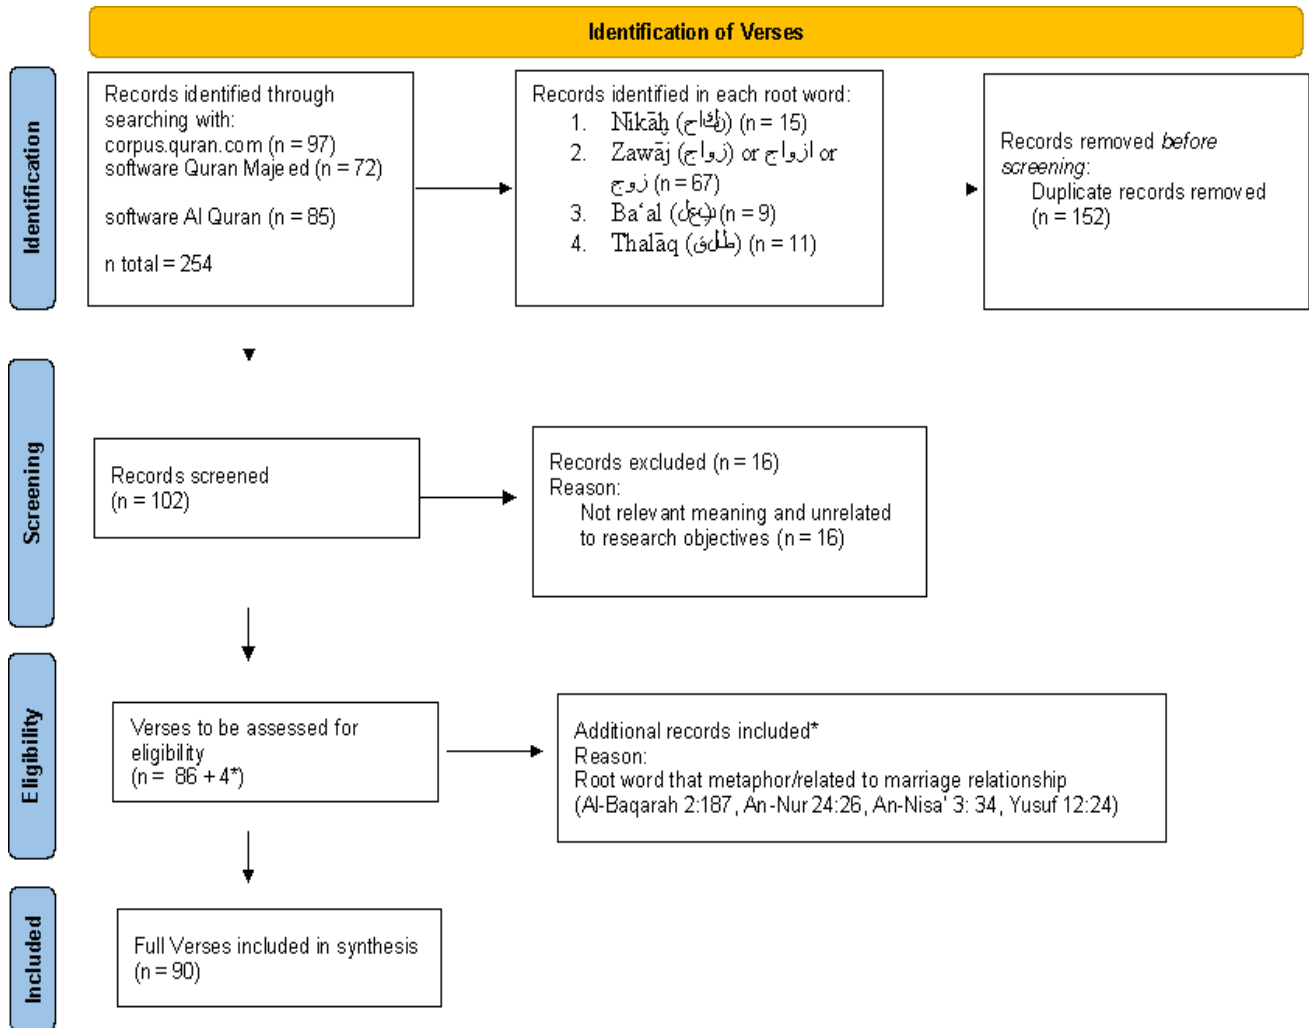 Identification of Verses
Identification
Records identified through
searching with:
corpus.quran.com (n = 97)
software Quran Majeed (n = 72)
software Al Quran (n = 85)
n total = 254
Records identified in each root word:
1. Nikāḥ (نكاح) (n = 15)
2. Zawāj (زواج) or ازواج or
زوج (n = 67)
3. Ba‘al (بعل) (n = 9)
4. Thalāq (طلق) (n = 11)
Records removed before
screening:
Duplicate records removed
(n = 152)
Screening
Records screened
(n = 102)
Records excluded (n = 16)
Reason:
Not relevant meaning and unrelated
to research objectives (n = 16)
Eligibility
Verses to be assessed for
eligibility
(n = 86 + 4*)
Additional records included*
Reason:
Root word that metaphor/related to marriage relationship
(Al-Baqarah 2:187, An-Nur 24:26, An-Nisa' 3: 34, Yusuf 12:24)
Included
Full Verses included in synthesis
(n = 90)